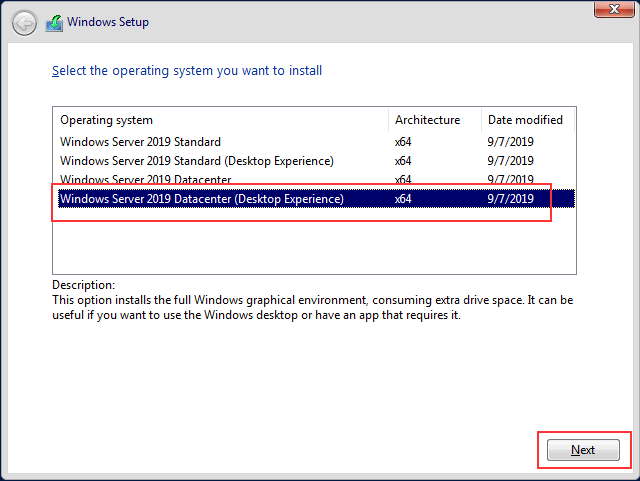 Windows Setup
Select the operating system you want to install
Operating system Architecture Date modified
Windows Server 2019 Standard x64 9/7/2019
Windows Server 2019 Standard (Desktop Experience) x64 9/7/2019
Windows Server 2019 Datacenter x64 9/7/2019
Windows Server 2019 Datacenter (Desktop Experience) x64 9/7/2019
Description:
This option installs the full Windows graphical environment, consuming extra drive space. It can be
useful if you want to use the Windows desktop or have an app that requires it.
Next